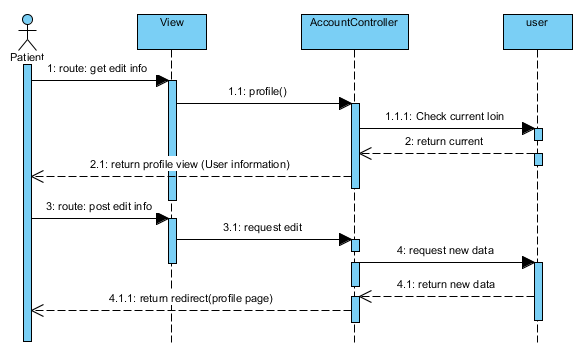 View
AccountController
user
Patient
1: route: get edit info
1.1: profile()
1.1.1: Check current loin
2: return current
2.1: return profile view (User information)
3: route: post edit info
3.1: request edit
4: request new data
4.1: return new data
4.1.1: return redirect(profile page)